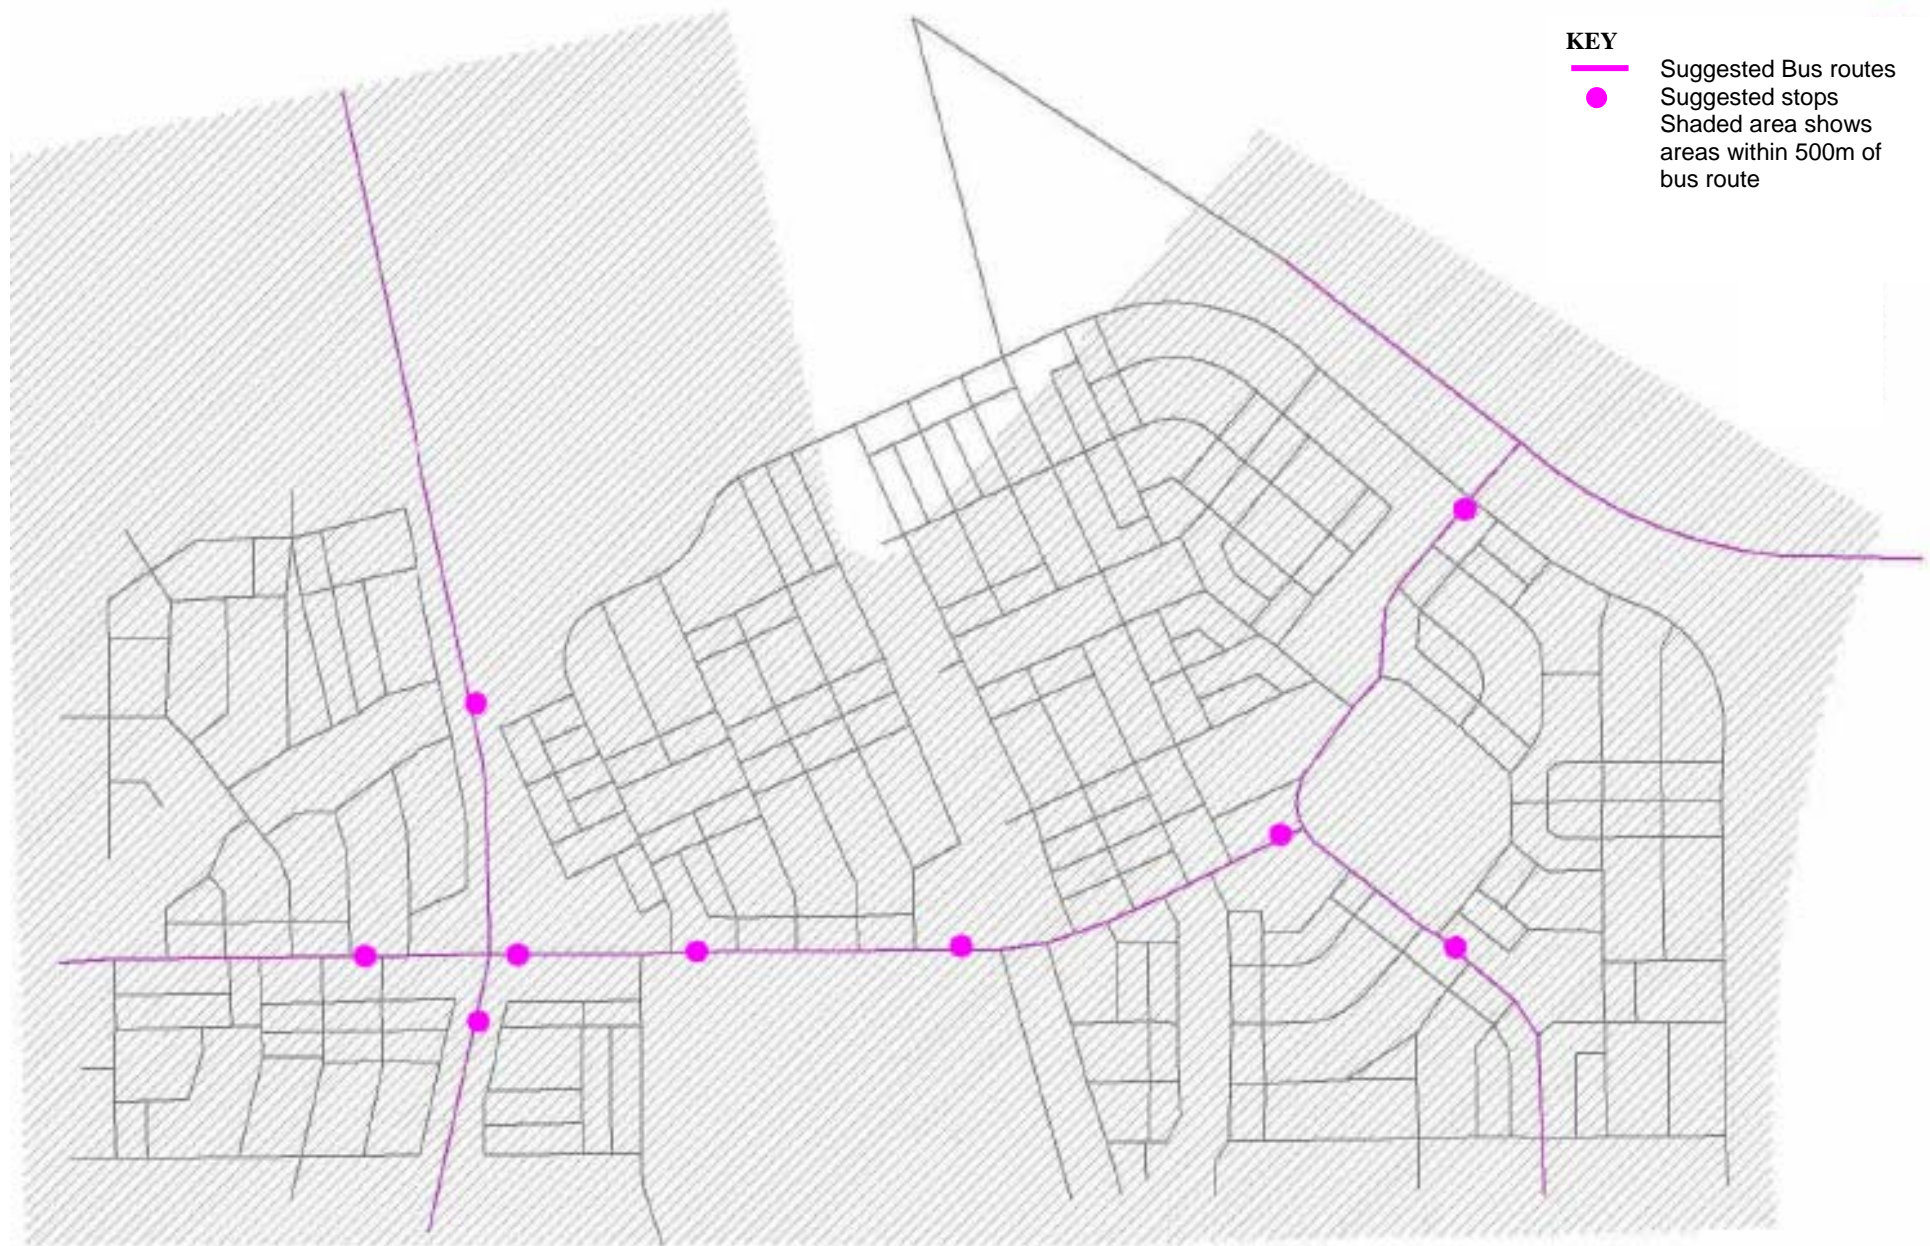 KEY
Suggested Bus routes
Suggested stops
Shaded area shows
areas within 500m of
bus route